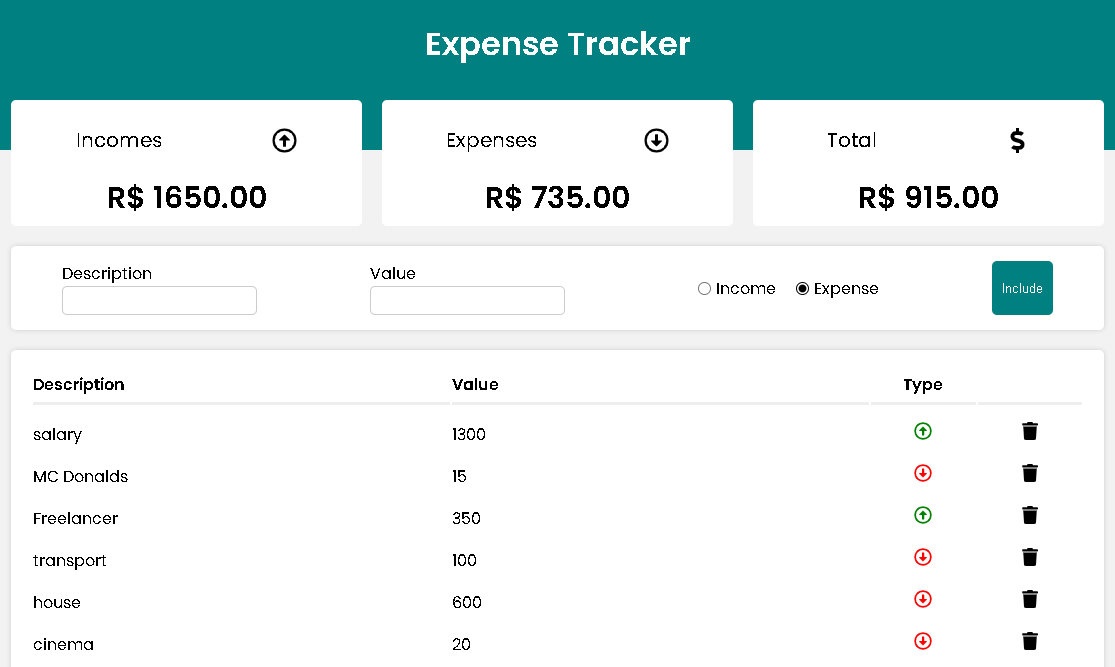 Expense Tracker
Incomes
R$ 1650.00
Expenses
R$ 735.00
Total
$
R$ 915.00
Description
Value
Income
Expense
Include
Description Value Type
salary 1300
MC Donalds 15
Freelancer 350
transport 100
house 600
cinema 20